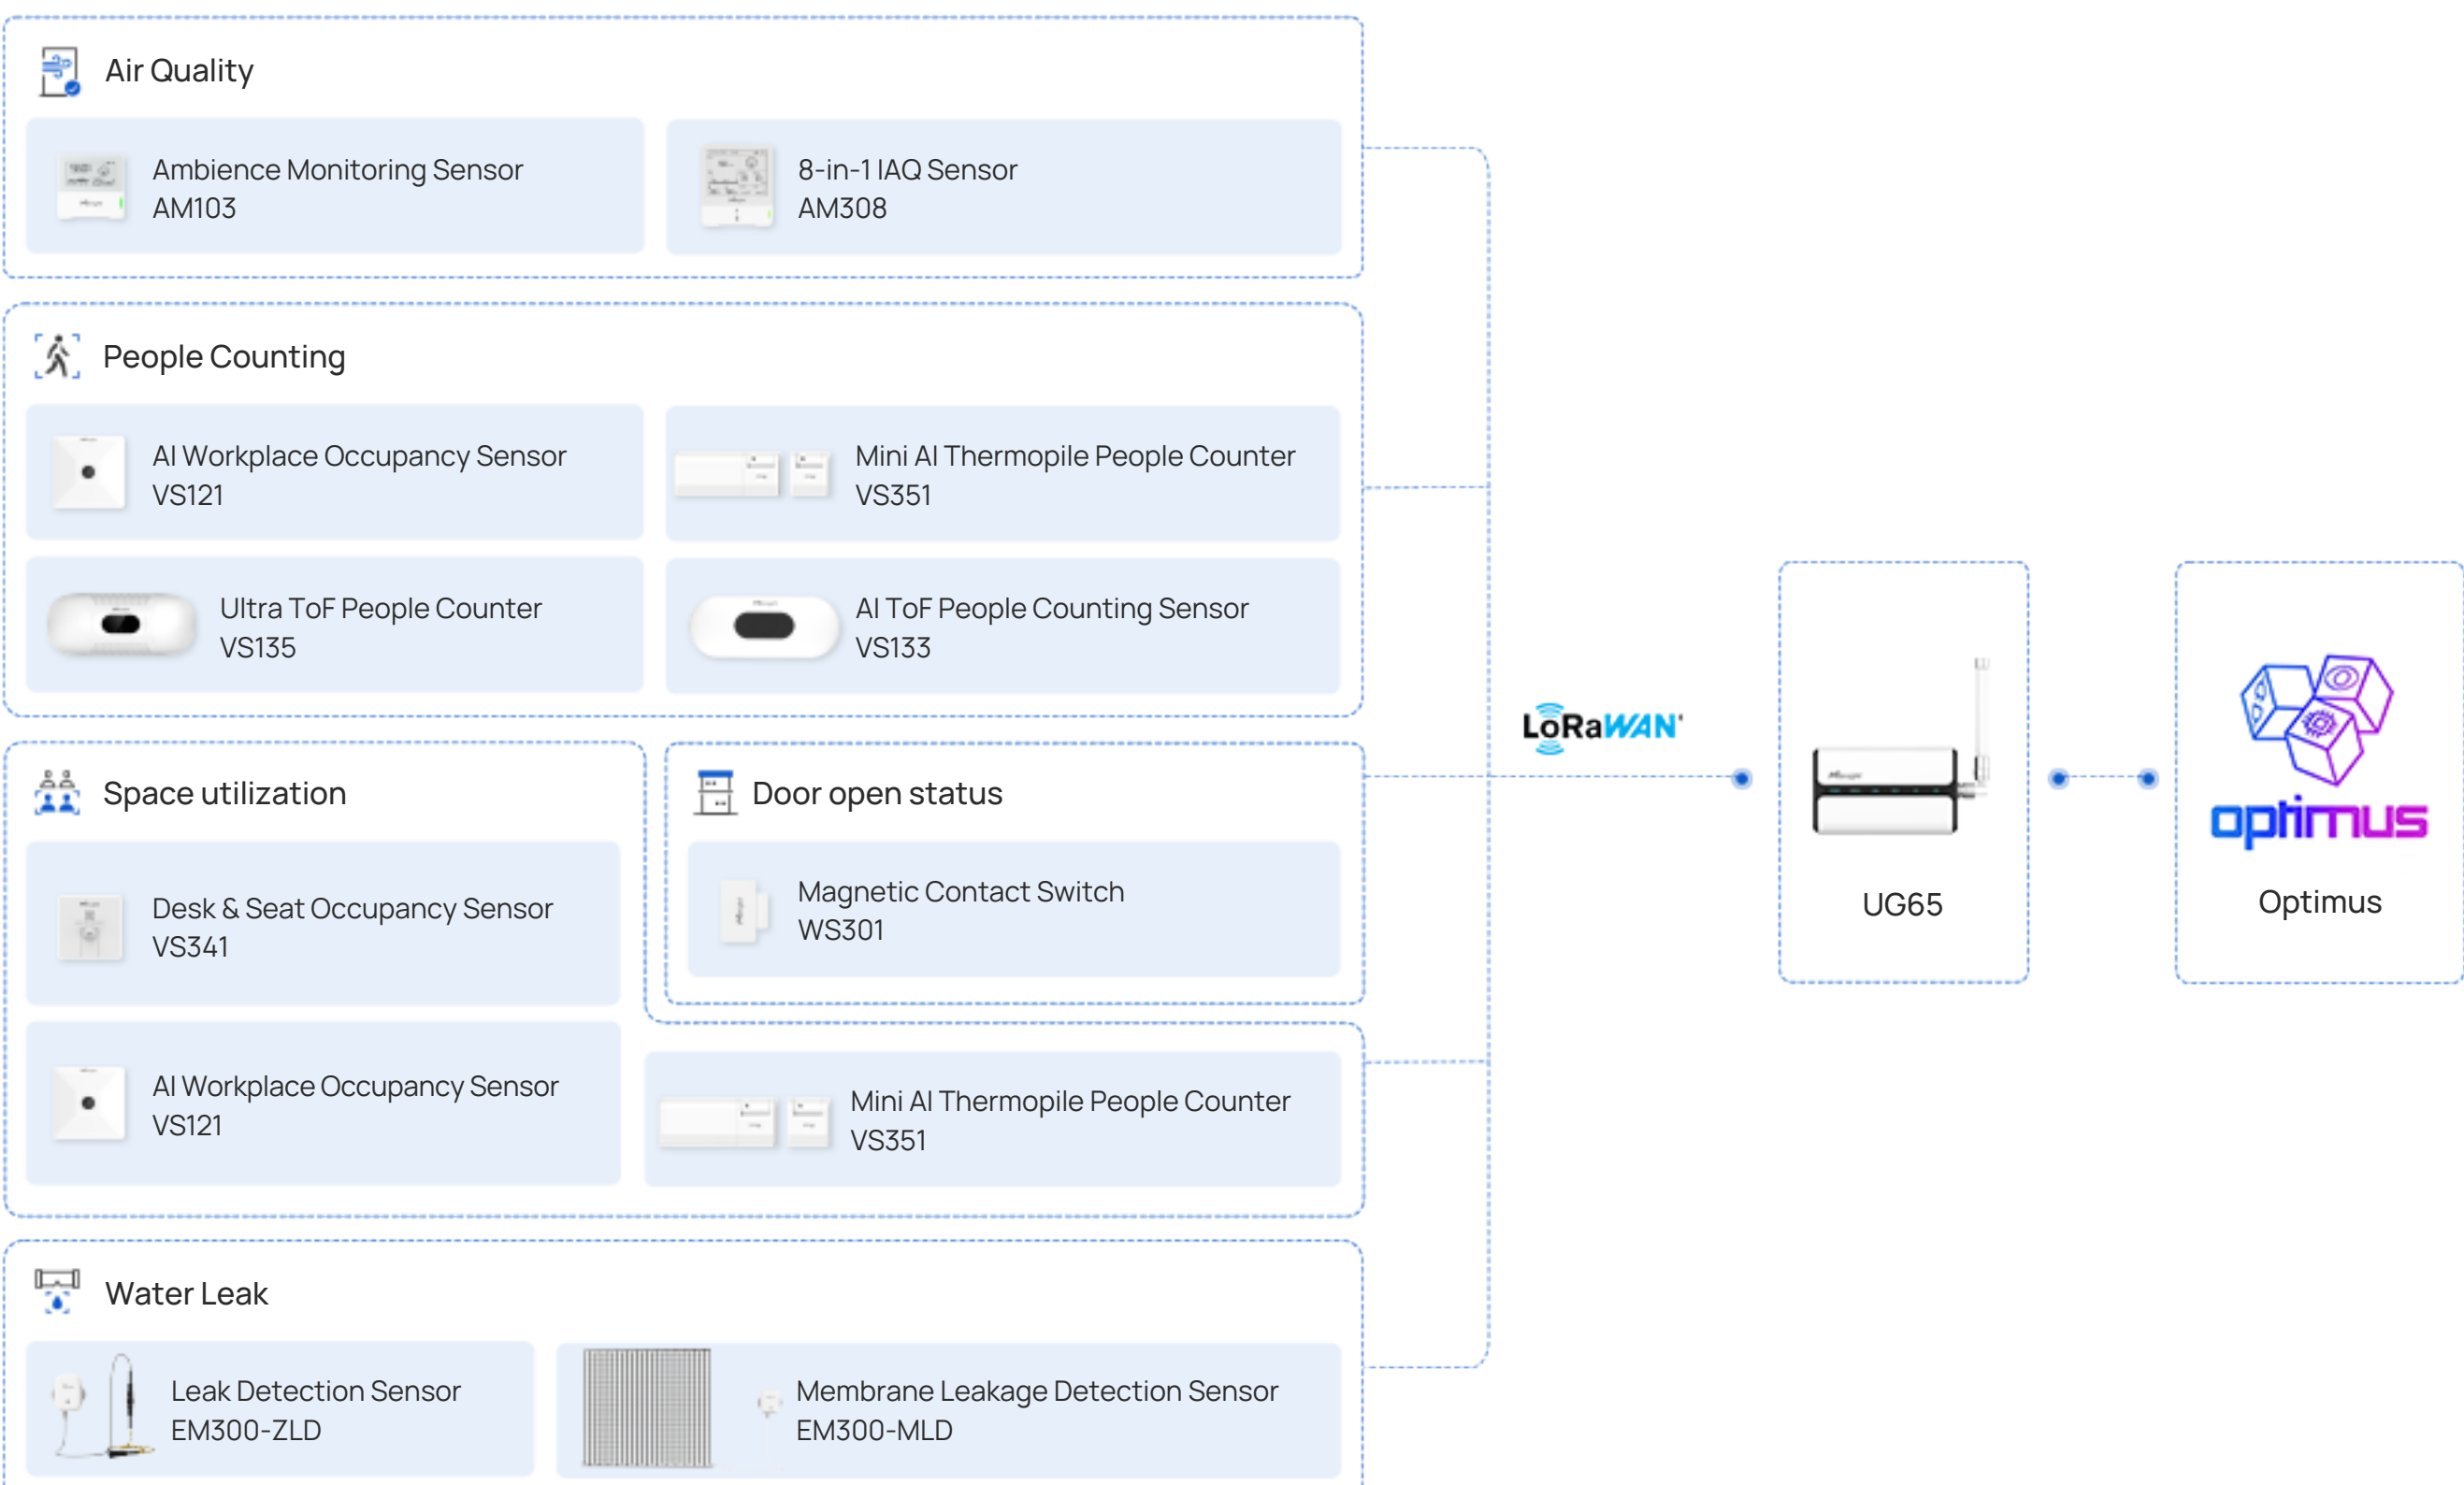 Air Quality
Ambience Monitoring Sensor
AM103
8-in-1 IAQ Sensor
AM308
People Counting
AI Workplace Occupancy Sensor
VS121
Mini AI Thermopile People Counter
VS351
Ultra ToF People Counter
VS135
AI ToF People Counting Sensor
VS133
Space utilization
Desk & Seat Occupancy Sensor
VS341
Door open status
Magnetic Contact Switch
WS301
AI Workplace Occupancy Sensor
VS121
Mini AI Thermopile People Counter
VS351
Water Leak
Leak Detection Sensor
EM300-ZLD
Membrane Leakage Detection Sensor
EM300-MLD
LoRaWAN
UG65
optimus
Optimus